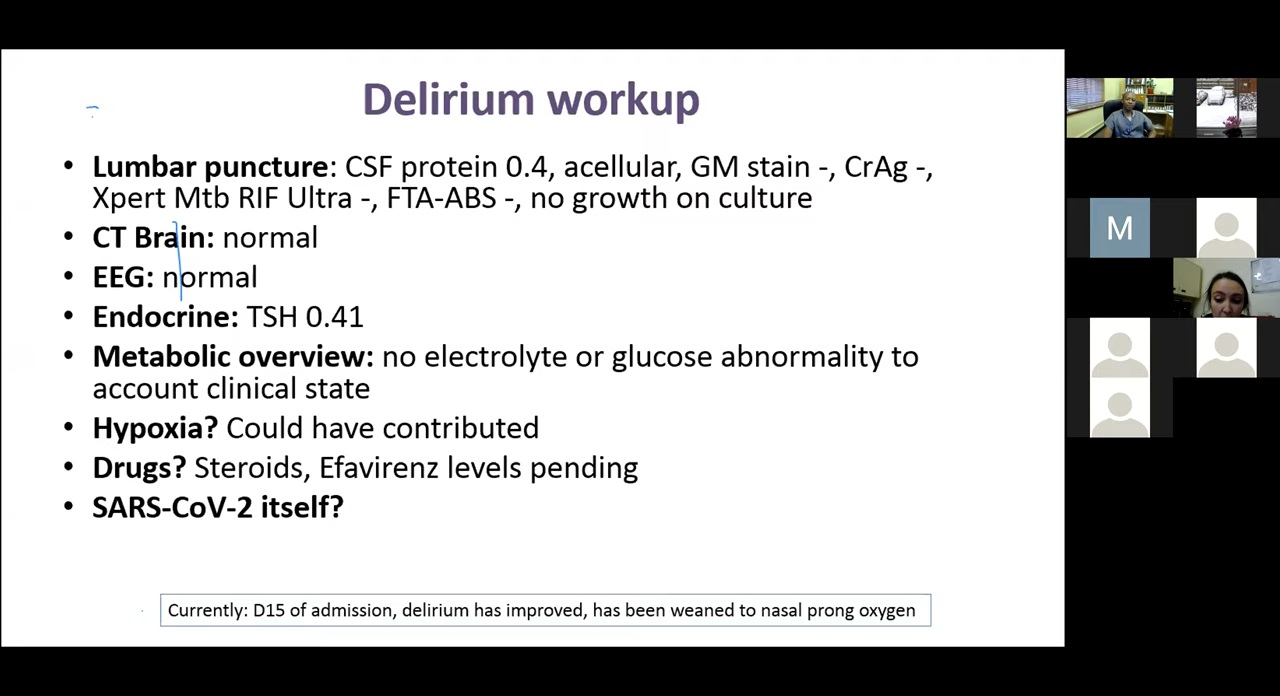 Delirium workup
• Lumbar puncture: CSF protein 0.4, acellular, GM stain -, CrAg -,
Xpert Mtb RIF Ultra -, FTA-ABS -, no growth on culture
• CT Brain: normal
• EEG: normal
• Endocrine: TSH 0.41
• Metabolic overview: no electrolyte or glucose abnormality to
account clinical state
• Hypoxia? Could have contributed
• Drugs? Steroids, Efavirenz levels pending
• SARS-CoV-2 itself?
Currently: D15 of admission, delirium has improved, has been weaned to nasal prong oxygen
M